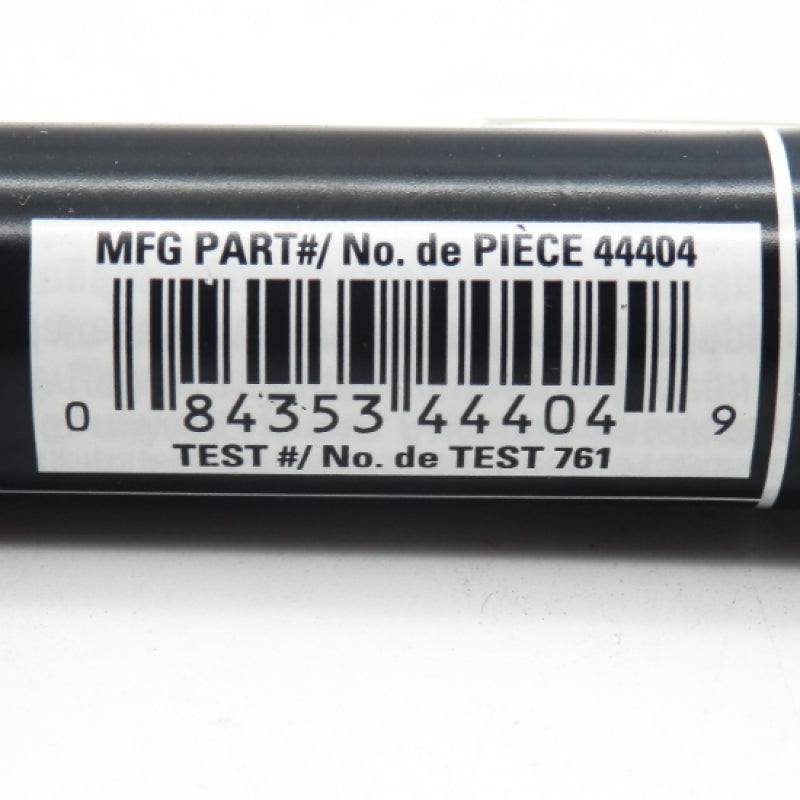 MFG PART#/ No. de PIÈCE 44404
0 84353 44404 9
TEST #/ No. de TEST 761